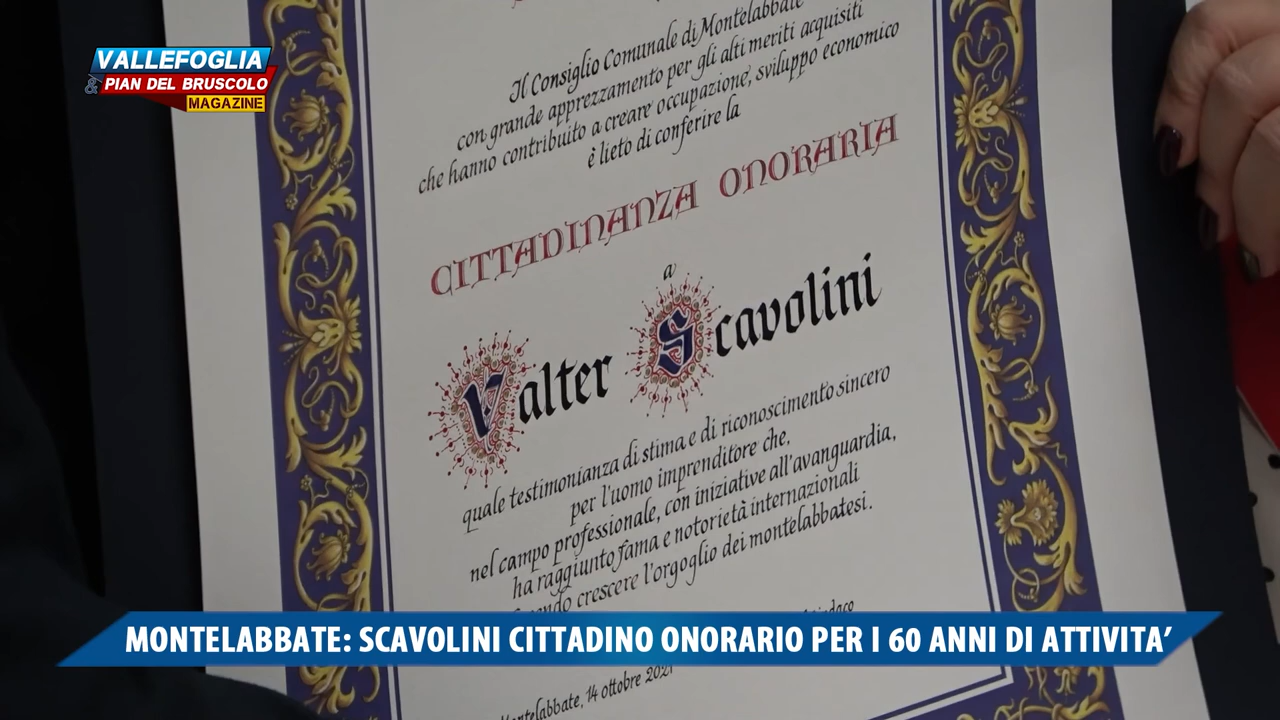 VALLEFOGLIA
& PIAN DEL BRUSCOLO
MAGAZINE
Il Consiglio Comunale di Montelabbate
con grande apprezzamento per gli alti meriti acquisiti
che hanno contribuito a creare occupazione, sviluppo economico
è lieto di conferire la
CITTADINANZA ONORARIA
a
Valter Scavolini
quale testimonianza di stima e di riconoscimento sincero
per l'uomo imprenditore che,
nel campo professionale, con iniziative all'avanguardia,
ha raggiunto fama e notorietà internazionali
crescere l'orgoglio dei montelabbatesi.
MONTELABBATE: SCAVOLINI CITTADINO ONORARIO PER I 60 ANNI DI ATTIVITA'
Montelabbate, 14 ottobre 2021